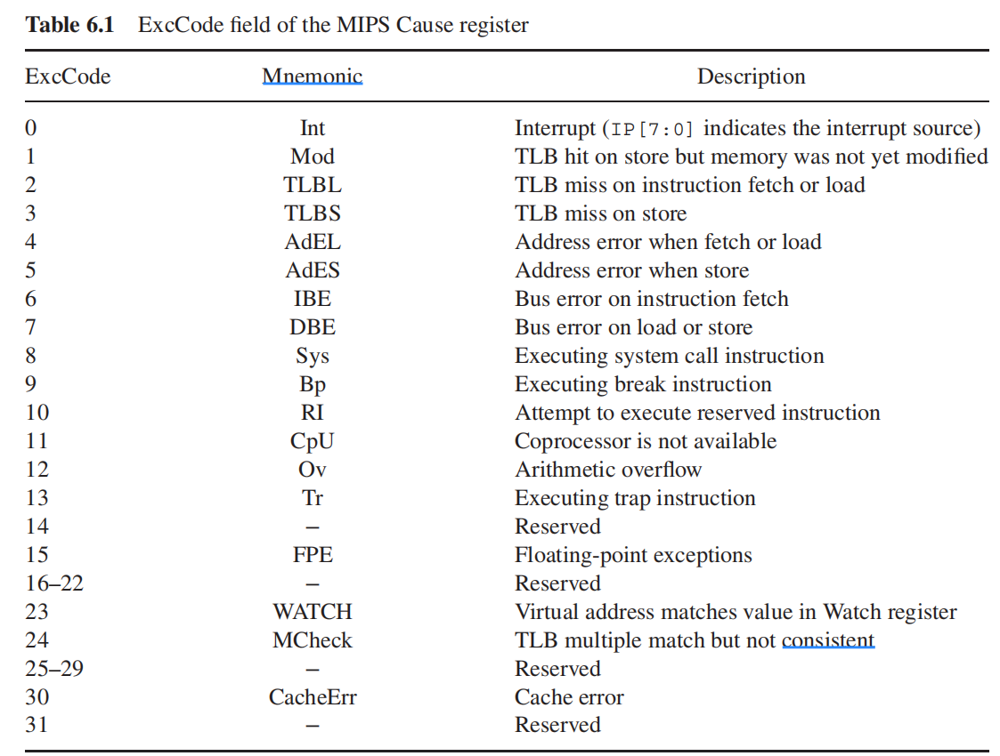 Table 6.1 ExcCode field of the MIPS Cause register
ExcCode Mnemonic Description
0 Int Interrupt (IP[7:0] indicates the interrupt source)
1 Mod TLB hit on store but memory was not yet modified
2 TLBL TLB miss on instruction fetch or load
3 TLBS TLB miss on store
4 AdEL Address error when fetch or load
5 AdES Address error when store
6 IBE Bus error on instruction fetch
7 DBE Bus error on load or store
8 Sys Executing system call instruction
9 Bp Executing break instruction
10 RI Attempt to execute reserved instruction
11 CpU Coprocessor is not available
12 Ov Arithmetic overflow
13 Tr Executing trap instruction
14 – Reserved
15 FPE Floating-point exceptions
16–22 – Reserved
23 WATCH Virtual address matches value in Watch register
24 MCheck TLB multiple match but not consistent
25–29 – Reserved
30 CacheErr Cache error
31 – Reserved